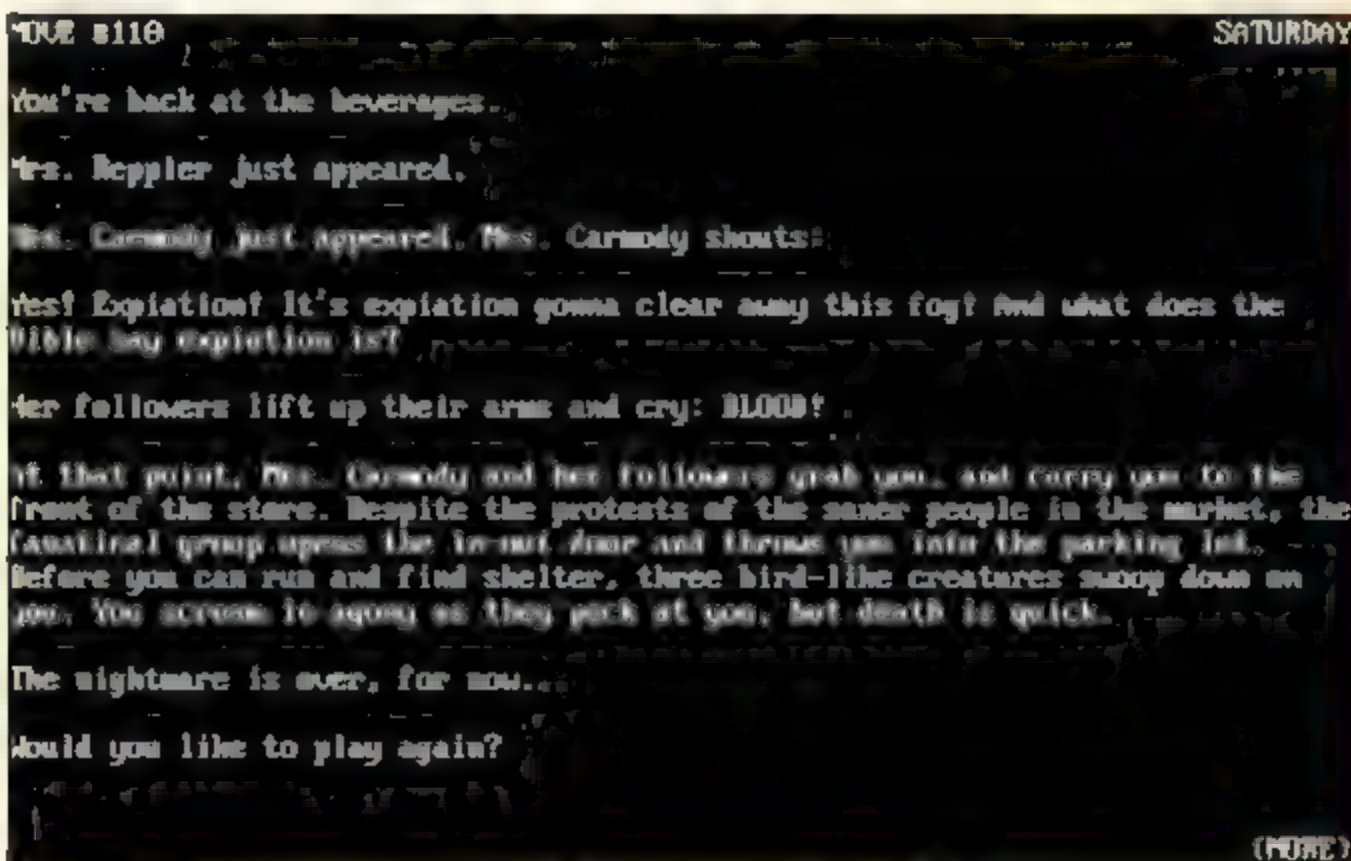 MOVE #110 SATURDAY
You're back at the beverages.
Mrs. Reppler just appeared.
Mrs. Carmody just appeared. Mrs. Carmody shouts:
Yes! Expiation! It's expiation gonna clear away this fog! And what does the
Bible say expiation is?
Her followers lift up their arms and cry: BLOOD!
At that point, Mrs. Carmody and her followers grab you, and carry you to the
front of the store. Despite the protests of the saner people in the market, the
fanatical group opens the in-out door and throws you into the parking lot.
Before you can run and find shelter, three bird-like creatures swoop down on
you. You scream in agony as they peck at you, but death is quick.
The nightmare is over, for now...
Would you like to play again?
(MORE)